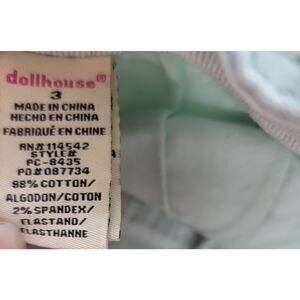 dollhouse®
3
MADE IN CHINA
HECHO EN CHINA
FABRIQUÉ EN CHINE
RN#114542
STYLE#
PC-8435
PO#087734
98% COTTON/
ALGODON/COTON
2% SPANDEX/
ELASTANO/
ELASTHANNE